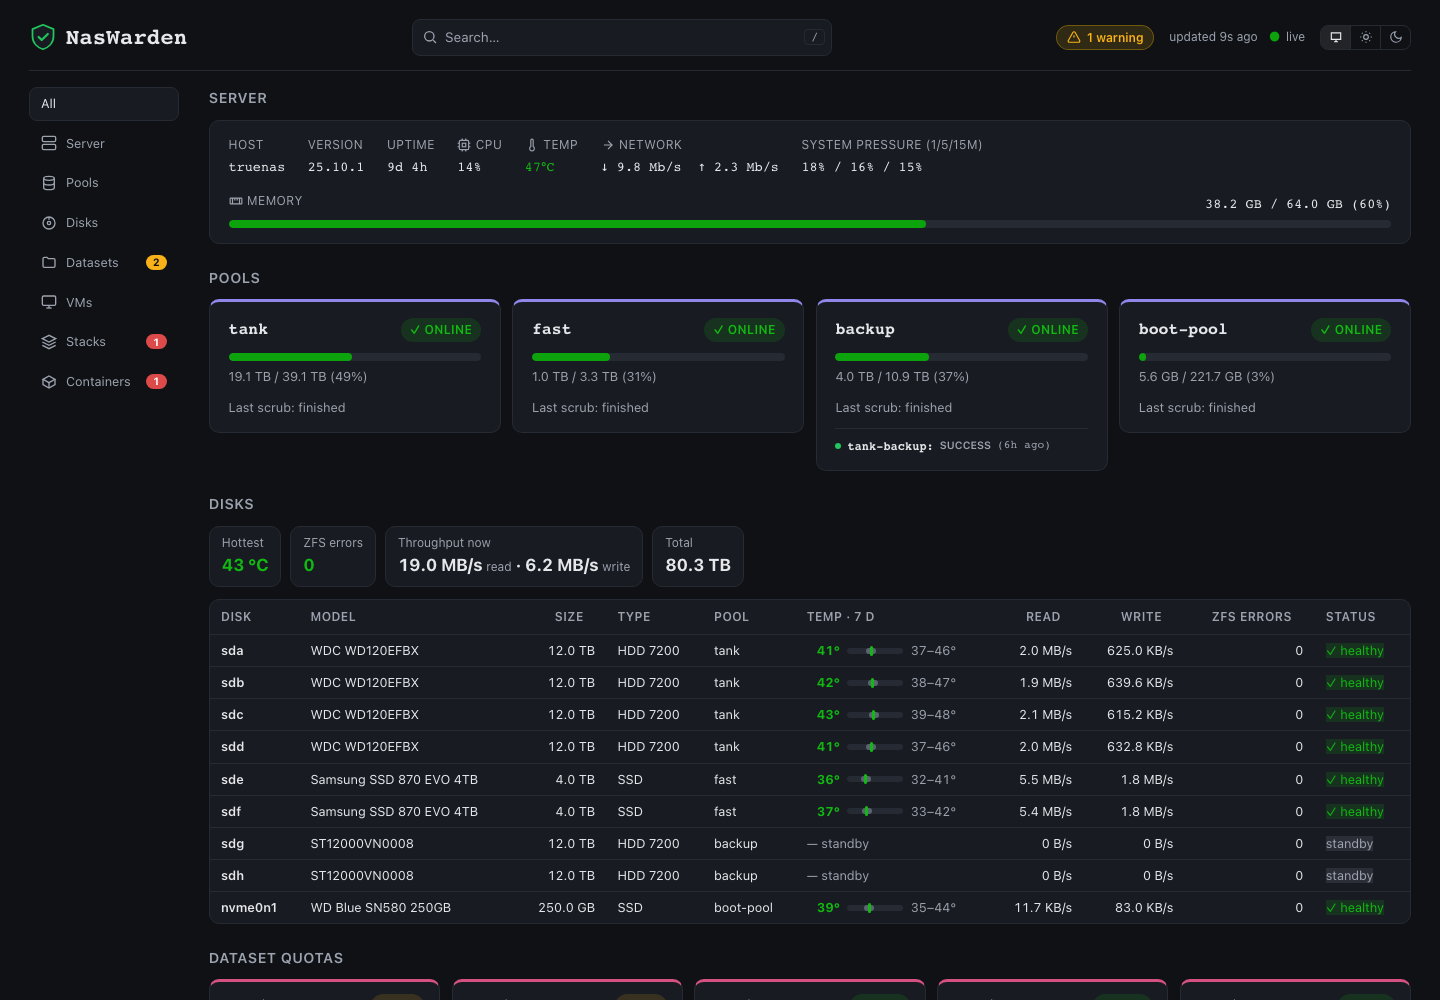 NasWarden
Search...
/
1 warning
updated 9s ago
live
All
Server
Pools
Disks
Datasets 2
VMs
Stacks 1
Containers 1
SERVER
HOST VERSION UPTIME CPU TEMP → NETWORK SYSTEM PRESSURE (1/5/15M)
truenas 25.10.1 9d 4h 14% 47°C ↓ 9.8 Mb/s ↑ 2.3 Mb/s 18% / 16% / 15%
MEMORY 38.2 GB / 64.0 GB (60%)
POOLS
tank ✓ ONLINE
19.1 TB / 39.1 TB (49%)
Last scrub: finished
fast ✓ ONLINE
1.0 TB / 3.3 TB (31%)
Last scrub: finished
backup ✓ ONLINE
4.0 TB / 10.9 TB (37%)
Last scrub: finished
tank-backup: SUCCESS (6h ago)
boot-pool ✓ ONLINE
5.6 GB / 221.7 GB (3%)
Last scrub: finished
DISKS
Hottest
43 °C
ZFS errors
0
Throughput now
19.0 MB/s read · 6.2 MB/s write
Total
80.3 TB
DISK MODEL SIZE TYPE POOL TEMP · 7 D READ WRITE ZFS ERRORS STATUS
sda WDC WD120EFBX 12.0 TB HDD 7200 tank 41° 37–46° 2.0 MB/s 625.0 KB/s 0 ✓ healthy
sdb WDC WD120EFBX 12.0 TB HDD 7200 tank 42° 38–47° 1.9 MB/s 639.6 KB/s 0 ✓ healthy
sdc WDC WD120EFBX 12.0 TB HDD 7200 tank 43° 39–48° 2.1 MB/s 615.2 KB/s 0 ✓ healthy
sdd WDC WD120EFBX 12.0 TB HDD 7200 tank 41° 37–46° 2.0 MB/s 632.8 KB/s 0 ✓ healthy
sde Samsung SSD 870 EVO 4TB 4.0 TB SSD fast 36° 32–41° 5.5 MB/s 1.8 MB/s 0 ✓ healthy
sdf Samsung SSD 870 EVO 4TB 4.0 TB SSD fast 37° 33–42° 5.4 MB/s 1.8 MB/s 0 ✓ healthy
sdg ST12000VN0008 12.0 TB HDD 7200 backup — standby 0 B/s 0 B/s 0 standby
sdh ST12000VN0008 12.0 TB HDD 7200 backup — standby 0 B/s 0 B/s 0 standby
nvme0n1 WD Blue SN580 250GB 250.0 GB SSD boot-pool 39° 35–44° 11.7 KB/s 83.0 KB/s 0 ✓ healthy
DATASET QUOTAS